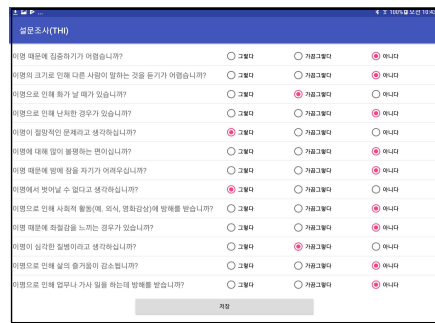 100% 오전 10:43
설문조사(THI)
이명 때문에 집중하기가 어렵습니까? 그렇다 가끔그렇다 아니다
이명의 크기로 인해 다른 사람이 말하는 것을 듣기가 어렵습니까? 그렇다 가끔그렇다 아니다
이명으로 인해 화가 날 때가 있습니까? 그렇다 가끔그렇다 아니다
이명으로 인해 난처한 경우가 있습니까? 그렇다 가끔그렇다 아니다
이명이 절망적인 문제라고 생각하십니까? 그렇다 가끔그렇다 아니다
이명에 대해 많이 불평하는 편이십니까? 그렇다 가끔그렇다 아니다
이명 때문에 밤에 잠을 자기가 어려우십니까? 그렇다 가끔그렇다 아니다
이명에서 벗어날 수 없다고 생각하십니까? 그렇다 가끔그렇다 아니다
이명으로 인해 사회적 활동(예, 외식, 영화감상)에 방해를 받습니까? 그렇다 가끔그렇다 아니다
이명 때문에 좌절감을 느끼는 경우가 있습니까? 그렇다 가끔그렇다 아니다
이명이 심각한 질병이라고 생각하십니까? 그렇다 가끔그렇다 아니다
이명으로 인해 삶의 즐거움이 감소됩니까? 그렇다 가끔그렇다 아니다
이명으로 인해 업무나 가사 일을 하는데 방해를 받습니까? 그렇다 가끔그렇다 아니다
저장